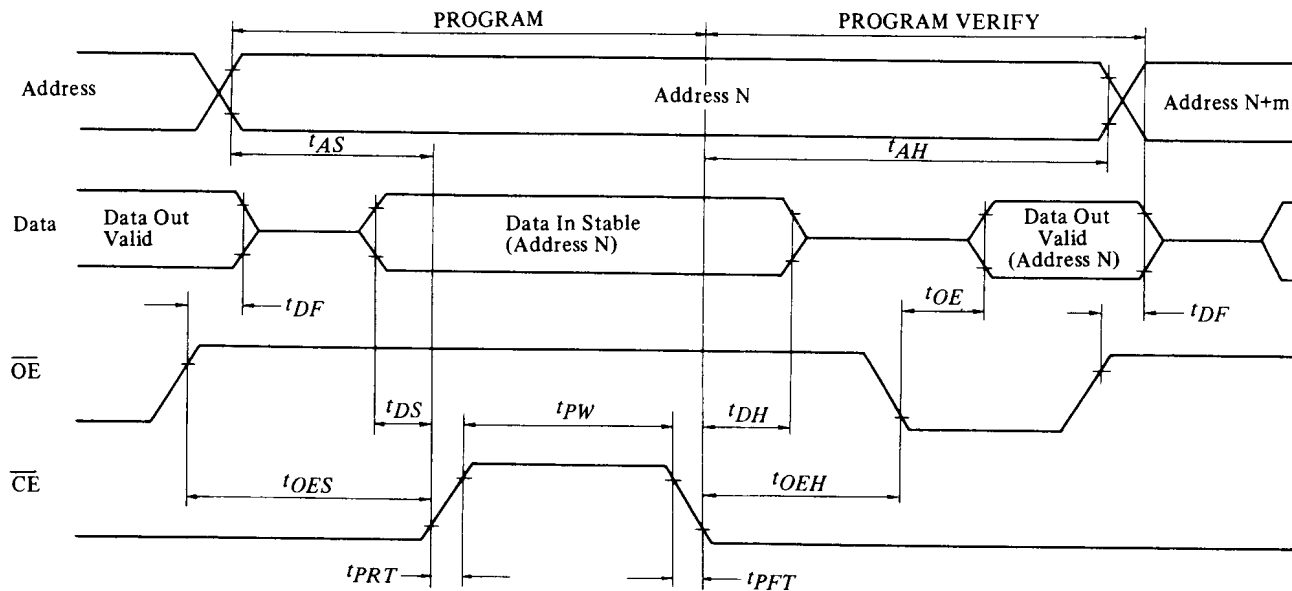 PROGRAM
PROGRAM VERIFY
Address
Address N
Address N+m
tAS
tAH
Data
Data Out
Valid
Data In Stable
(Address N)
Data Out
Valid
(Address N)
tDF
tOE
tDF
OE
tDS
tPW
tDH
CE
tOES
tOEH
tPRT
tPFT